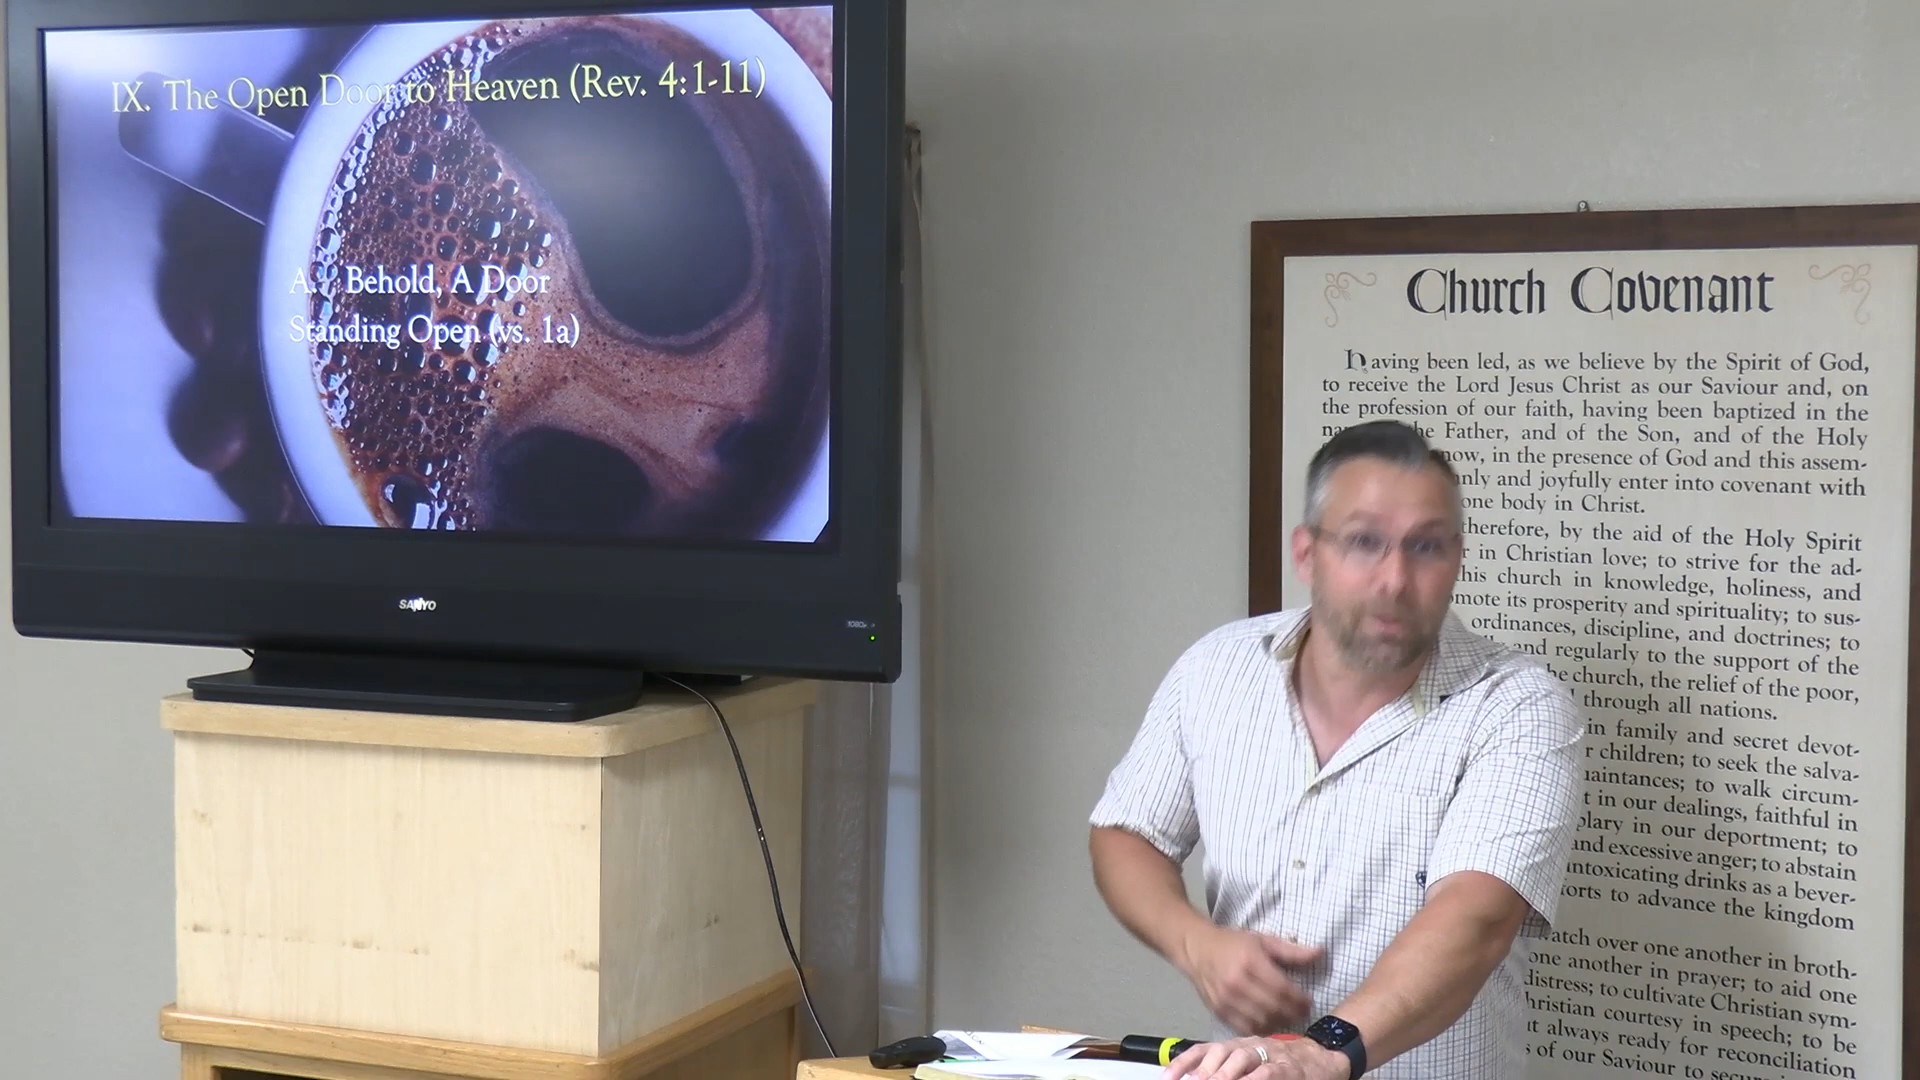 IX. The Open Door to Heaven (Rev. 4:1-11)
A. Behold, A Door
Standing Open (vs. 1a)
SANYO
Church Covenant
Having been led, as we believe by the Spirit of God,
to receive the Lord Jesus Christ as our Saviour and, on
the profession of our faith, having been baptized in the
the Father, and of the Son, and of the Holy
now, in the presence of God and this assem-
and joyfully enter into covenant with
one body in Christ.
therefore, by the aid of the Holy Spirit
in Christian love; to strive for the ad-
this church in knowledge, holiness, and
its prosperity and spirituality; to sus-
ordinances, discipline, and doctrines; to
and regularly to the support of the
the church, the relief of the poor,
through all nations.
in family and secret devot-
children; to seek the salva-
to walk circum-
in our dealings, faithful in
in our deportment; to
and excessive anger; to abstain
intoxicating drinks as a bever-
to advance the kingdom
watch over one another in broth-
one another in prayer; to aid one
distress; to cultivate Christian sym-
Christian courtesy in speech; to be
always ready for reconciliation
of our Saviour to